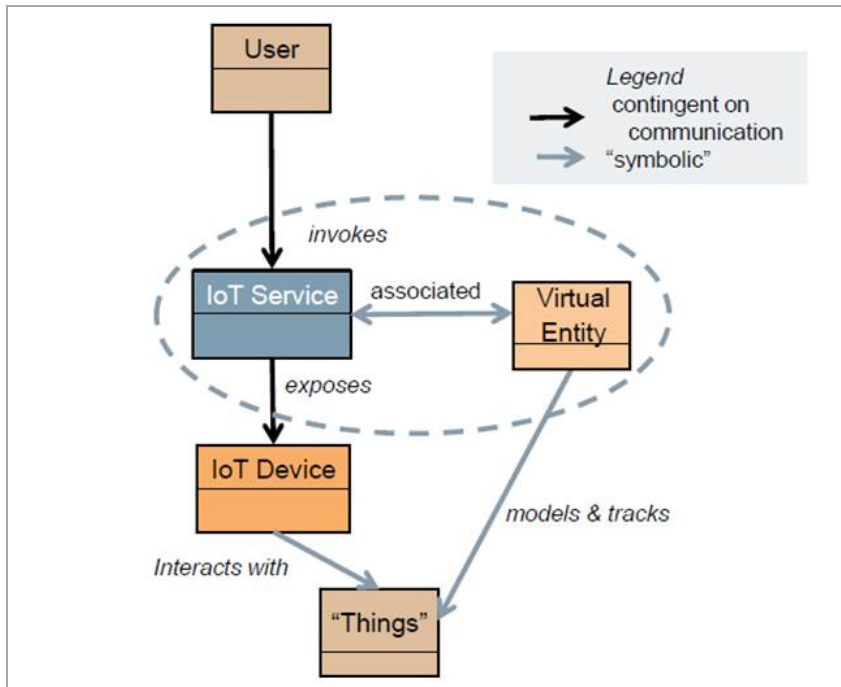 User
Legend
contingent on
communication
"symbolic"
invokes
IoT Service
associated
Virtual
Entity
exposes
IoT Device
models & tracks
Interacts with
“Things”